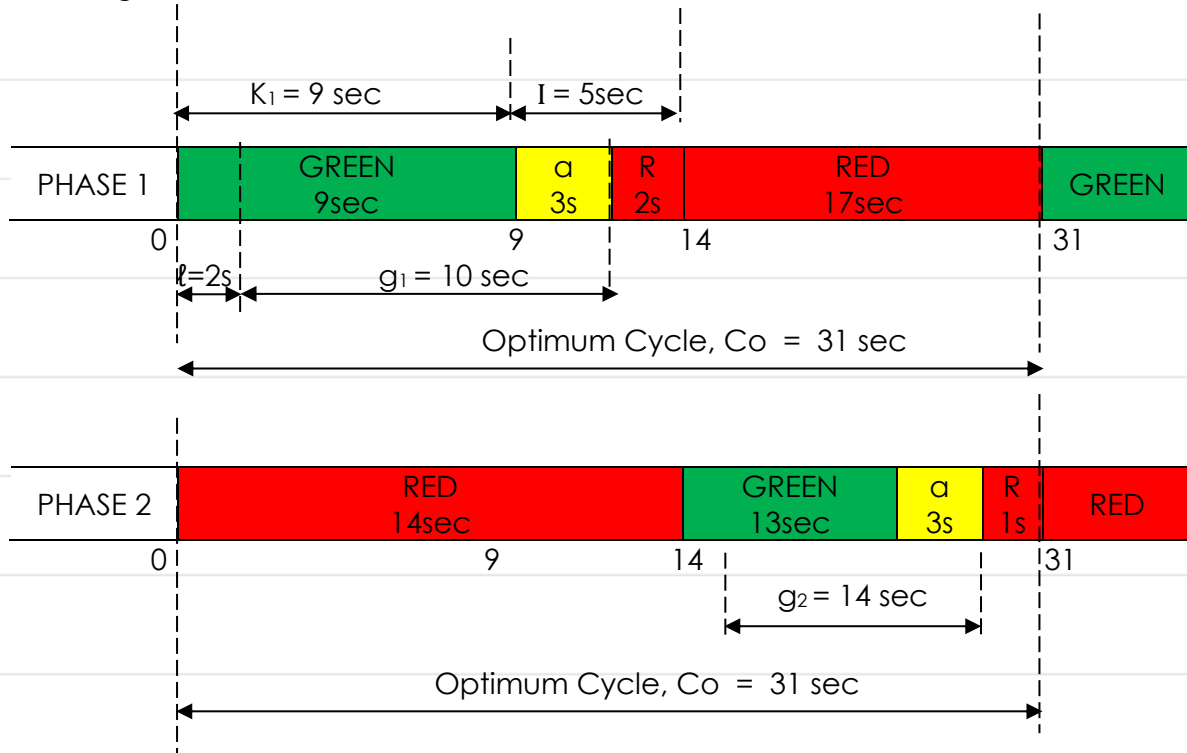 K₁ = 9 sec
I = 5sec
PHASE 1
GREEN
9sec
a
3s
R
2s
RED
17sec
GREEN
0
9
14
31
ℓ=2s
g₁ = 10 sec
Optimum Cycle, Co = 31 sec
PHASE 2
RED
14sec
GREEN
13sec
a
3s
R
1s
RED
0
9
14
31
g₂ = 14 sec
Optimum Cycle, Co = 31 sec